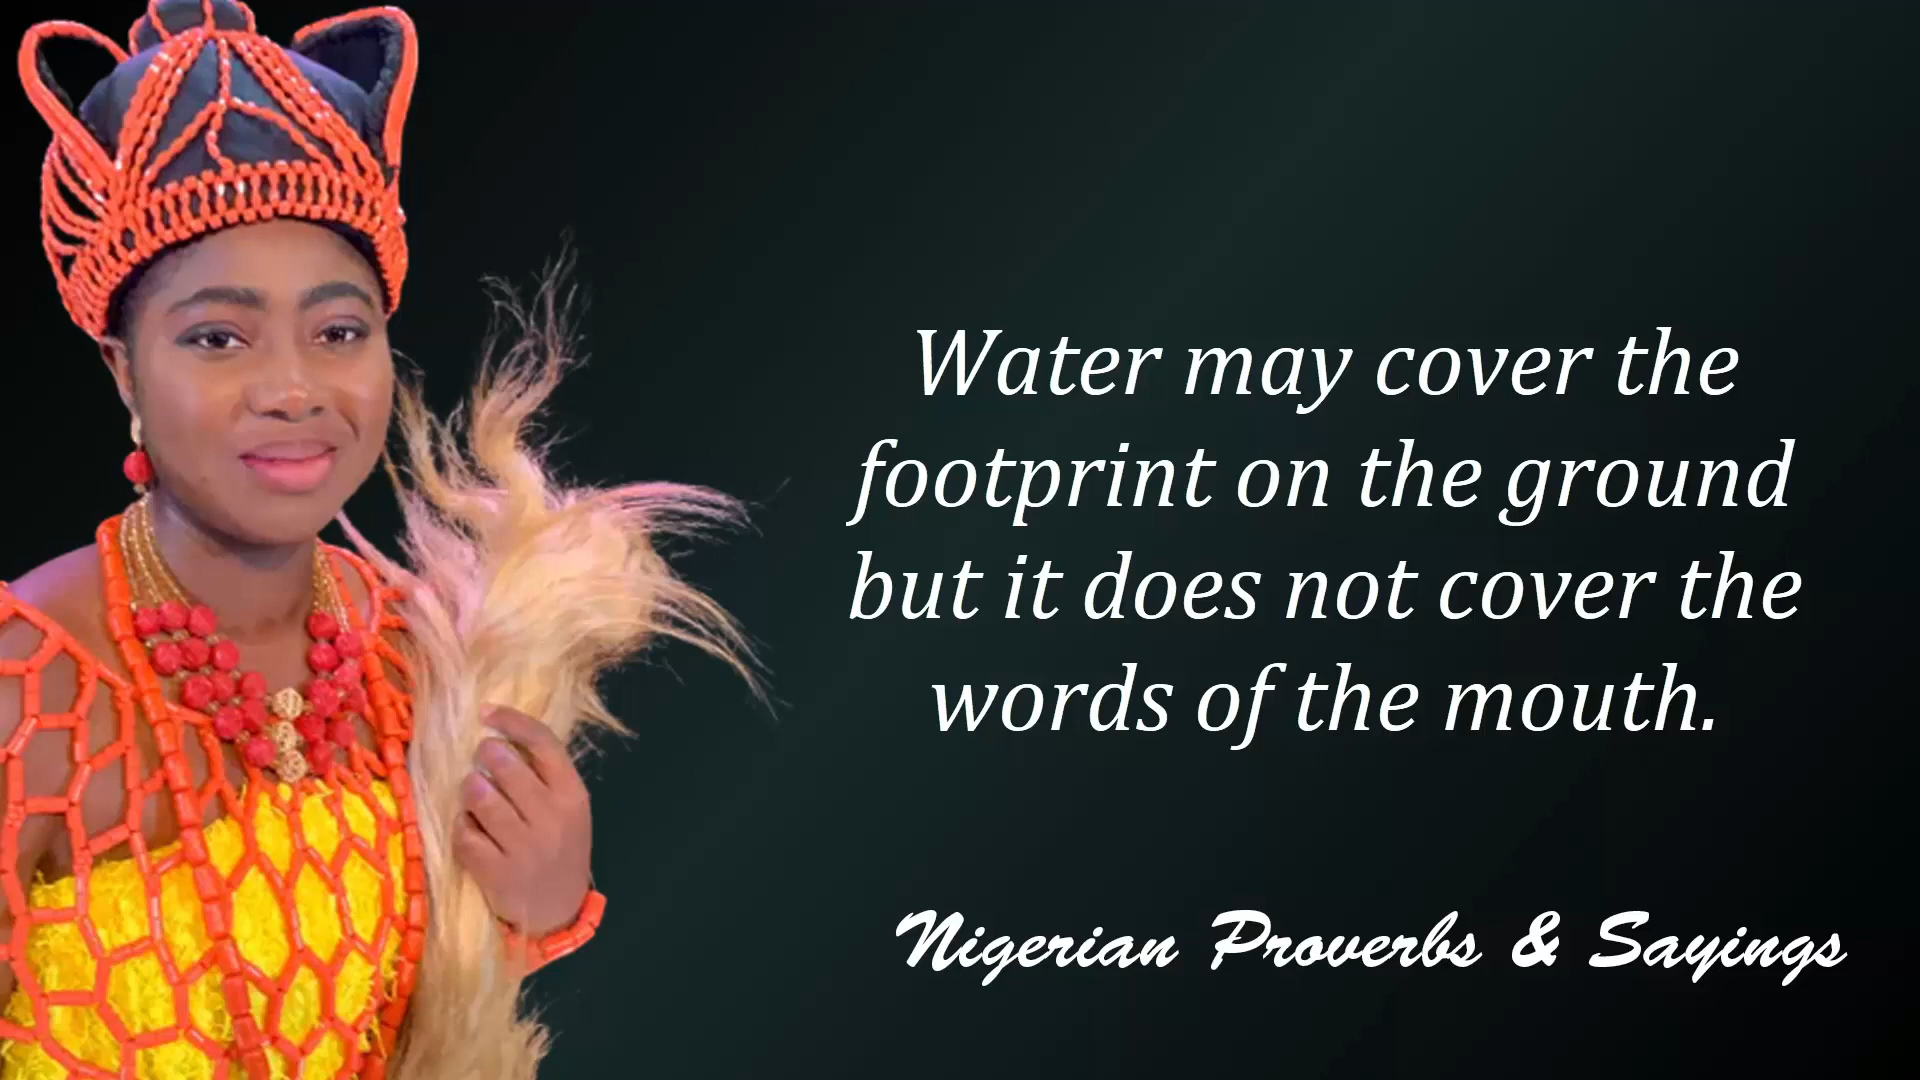 Water may cover the
footprint on the ground
but it does not cover the
words of the mouth.
Nigerian Proverbs & Sayings